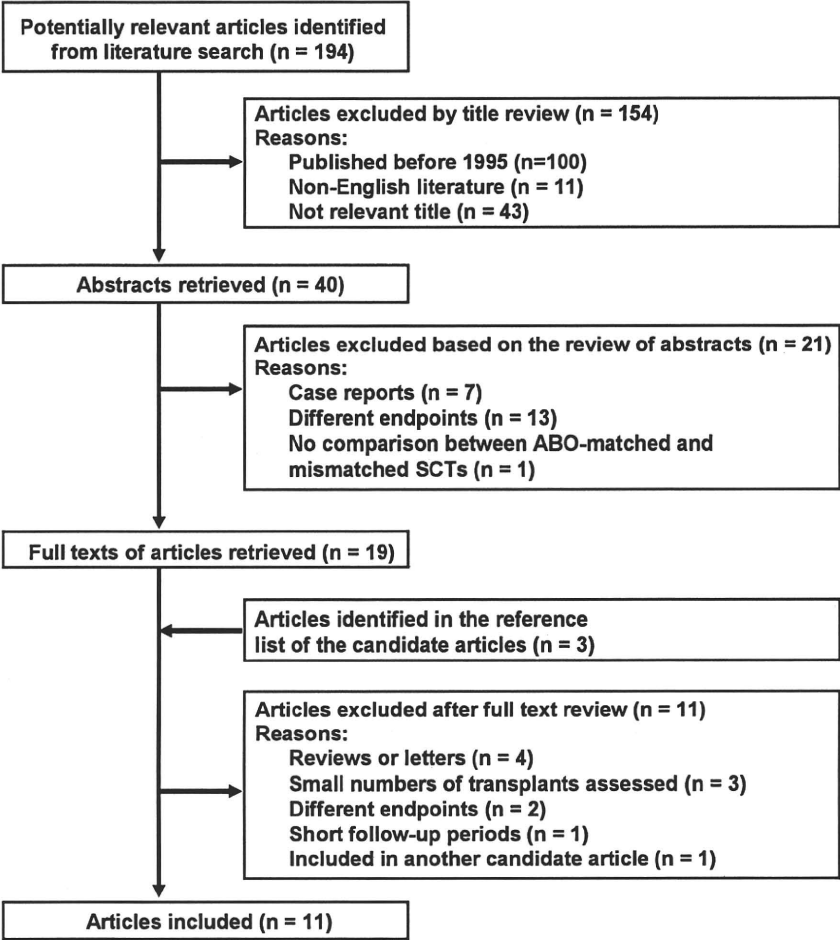 Potentially relevant articles identified
from literature search (n = 194)
Articles excluded by title review (n = 154)
Reasons:
Published before 1995 (n=100)
Non-English literature (n = 11)
Not relevant title (n = 43)
Abstracts retrieved (n = 40)
Articles excluded based on the review of abstracts (n = 21)
Reasons:
Case reports (n = 7)
Different endpoints (n = 13)
No comparison between ABO-matched and
mismatched SCTs (n = 1)
Full texts of articles retrieved (n = 19)
Articles identified in the reference
list of the candidate articles (n = 3)
Articles excluded after full text review (n = 11)
Reasons:
Reviews or letters (n = 4)
Small numbers of transplants assessed (n = 3)
Different endpoints (n = 2)
Short follow-up periods (n = 1)
Included in another candidate article (n = 1)
Articles included (n = 11)